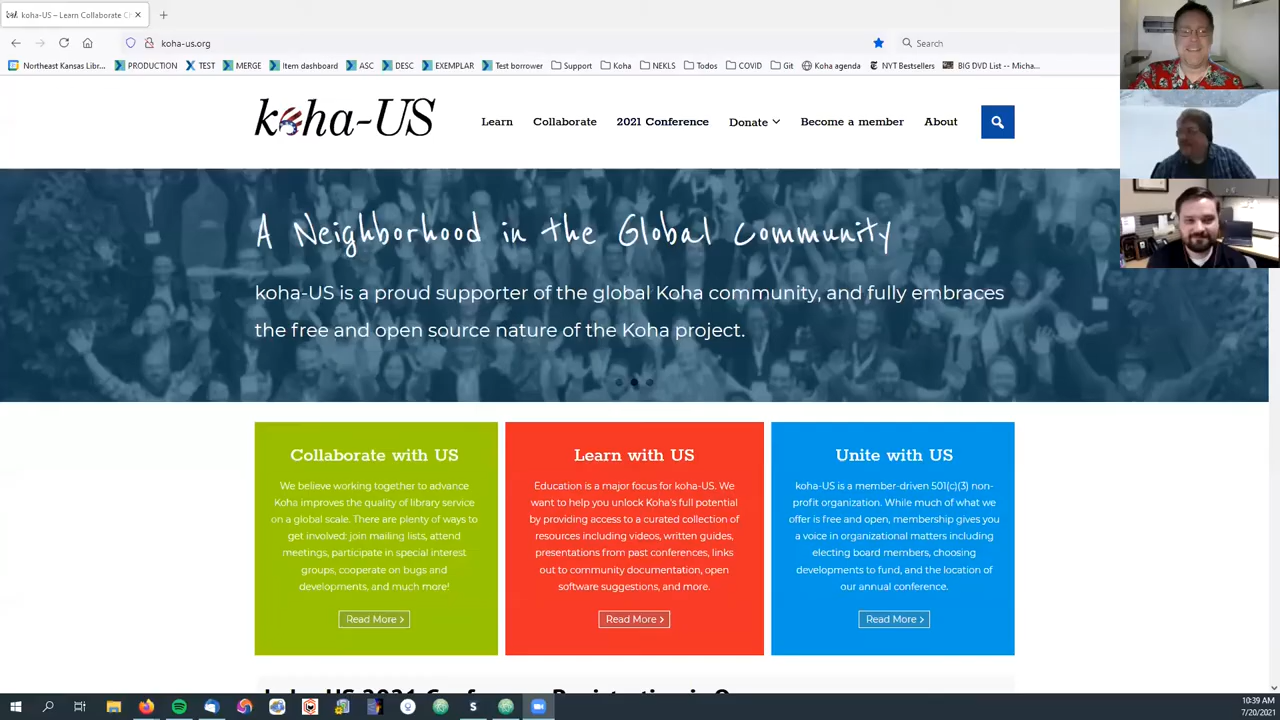 koha-US – Learn Collaborate C
koha-us.org
Search
Northeast Kansas Libr...
PRODUCTION
TEST
MERGE
Item dashboard
ASC
DESC
EXEMPLAR
Test borrower
Support
Koha
NEKLS
Todos
COVID
Git
Koha agenda
NYT Bestsellers
BIG DVD List -- Micha...
koha-US
Learn
Collaborate
2021 Conference
Donate
Become a member
About
A Neighborhood in the Global Community
koha-US is a proud supporter of the global Koha community, and fully embraces
the free and open source nature of the Koha project.
Collaborate with US
We believe working together to advance
Koha improves the quality of library service
on a global scale. There are plenty of ways to
get involved: join mailing lists, attend
meetings, participate in special interest
groups, cooperate on bugs and
developments, and much more!
Read More
Learn with US
Education is a major focus for koha-US. We
want to help you unlock Koha's full potential
by providing access to a curated collection of
resources including videos, written guides,
presentations from past conferences, links
out to community documentation, open
software suggestions, and more.
Read More
Unite with US
koha-US is a member-driven 501(c)(3) non-
profit organization. While much of what we
offer is free and open, membership gives you
a voice in organizational matters including
electing board members, choosing
developments to fund, and the location of
our annual conference.
Read More
10:39 AM
7/20/2021